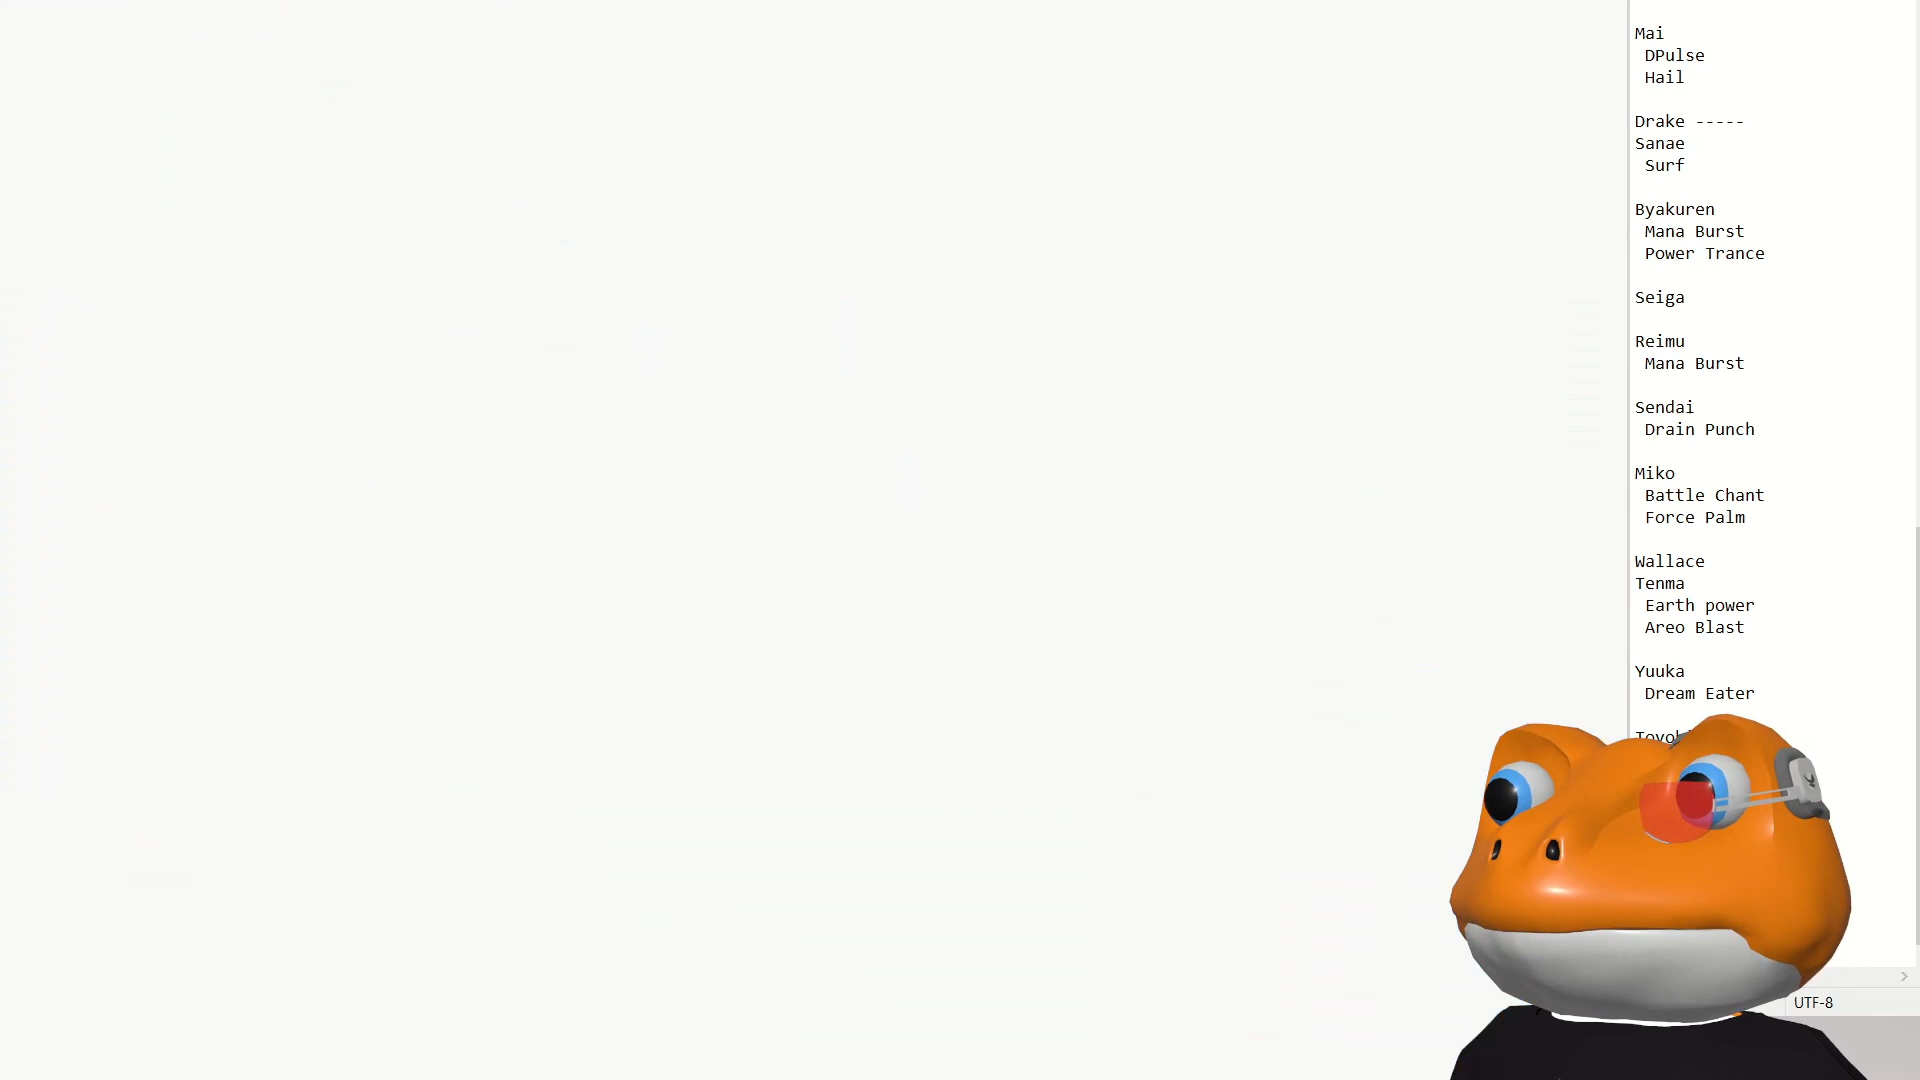 Mai
DPulse
Hail
Drake -----
Sanae
Surf
Byakuren
Mana Burst
Power Trance
Seiga
Reimu
Mana Burst
Sendai
Drain Punch
Miko
Battle Chant
Force Palm
Wallace
Tenma
Earth power
Areo Blast
Yuuka
Dream Eater
UTF-8